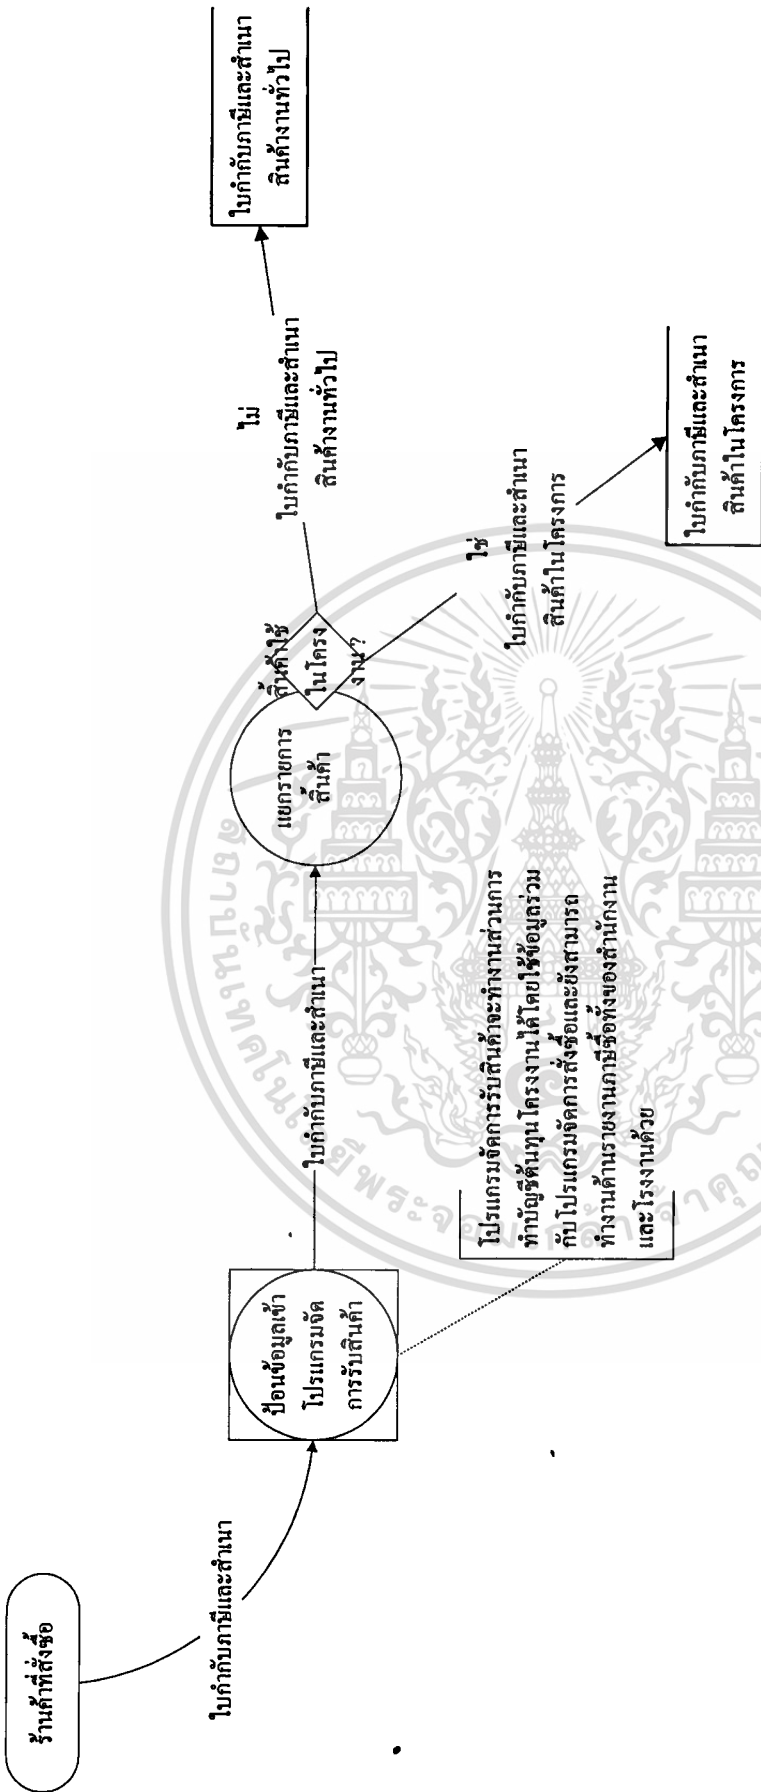 ร้านค้าที่สั่งซื้อ
ใบกำกับภาษีและสำเนา
ป้อนข้อมูลเข้า
โปรแกรมจัด
การรับสินค้า
ใบกำกับภาษีและสำเนา
โปรแกรมจัดการรับสินค้าจะทำงานส่วนการ
ทำบัญชีต้นทุนโครงงานได้โดยใช้ข้อมูลร่วม
กับโปรแกรมจัดการสั่งซื้อและยังสามารถ
ทำงานด้านรายงานภาษีซื้อทั้งของสำนักงาน
และโรงงานด้วย
แยกรายการ
สินค้า
สินค้าใช้
ในโครง
งาน ?
ไม่
ใบกำกับภาษีและสำเนา
สินค้างานทั่วไป
ใบกำกับภาษีและสำเนา
สินค้างานทั่วไป
ใช่
ใบกำกับภาษีและสำเนา
สินค้าในโครงการ
ใบกำกับภาษีและสำเนา
สินค้าในโครงการ